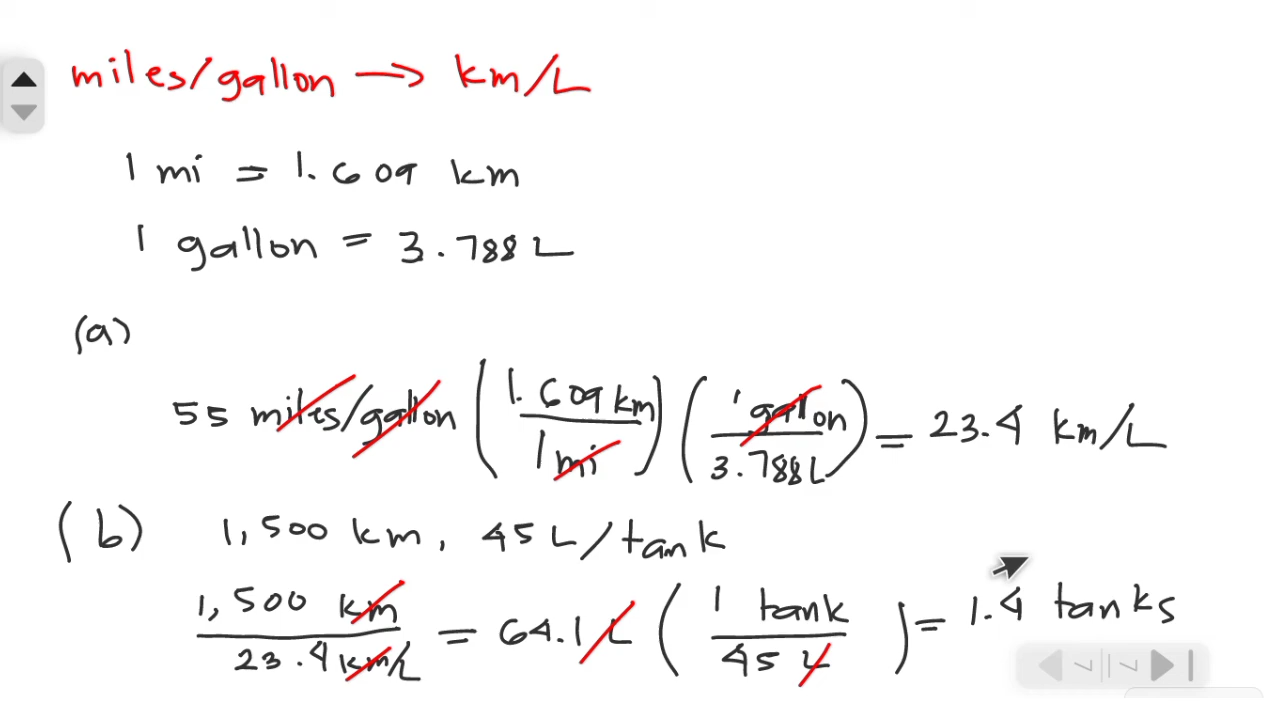 miles/gallon → km/L
1 mi = 1.609 km
1 gallon = 3.788 L
(a)
55 miles/gallon (1.609 km / 1 mi) (1 gallon / 3.788 L) = 23.4 km/L
(b) 1,500 km, 45 L/tank
1,500 km / 23.4 km/L = 64.1 L (1 tank / 45 L) = 1.4 tanks